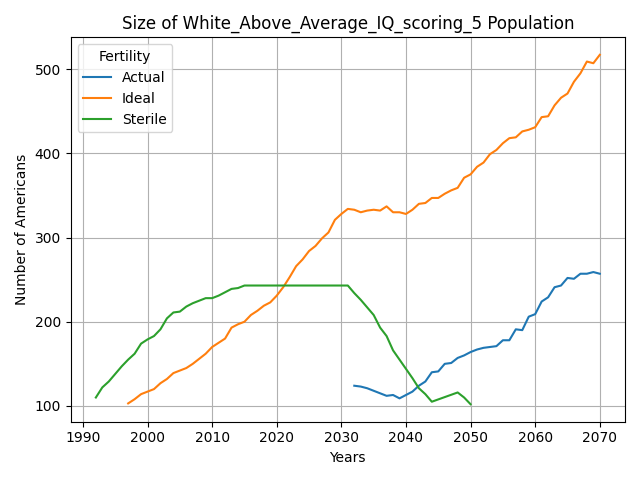 Size of White_Above_Average_IQ_scoring_5 Population
Fertility
Actual
Ideal
Sterile
Number of Americans
500
400
300
200
100
1990 2000 2010 2020 2030 2040 2050 2060 2070
Years